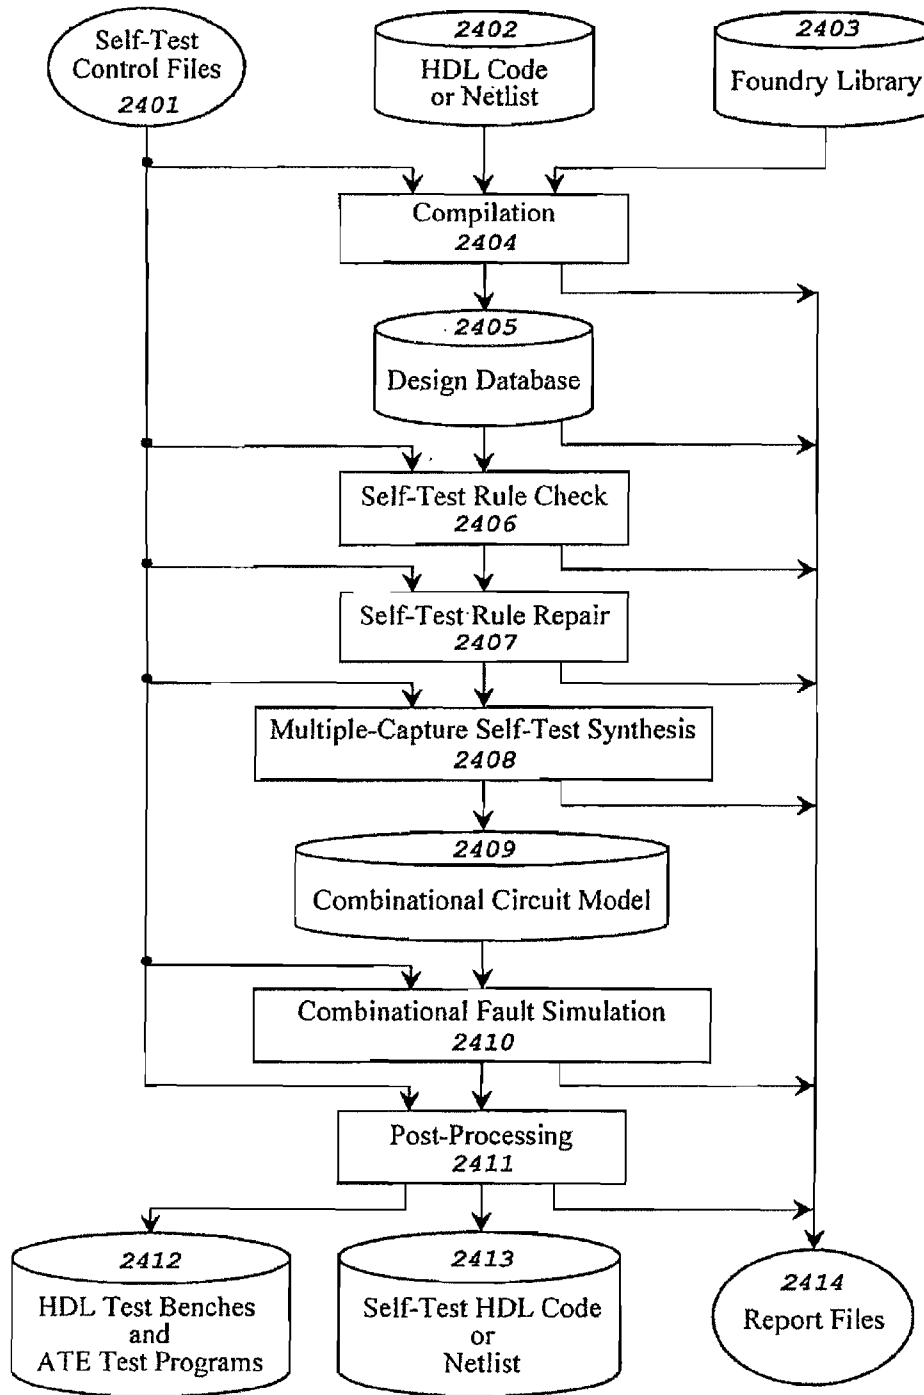 Self-Test
Control Files
2401
2402
HDL Code
or Netlist
2403
Foundry Library
Compilation
2404
2405
Design Database
Self-Test Rule Check
2406
Self-Test Rule Repair
2407
Multiple-Capture Self-Test Synthesis
2408
2409
Combinational Circuit Model
Combinational Fault Simulation
2410
Post-Processing
2411
2412
HDL Test Benches
and
ATE Test Programs
2413
Self-Test HDL Code
or
Netlist
2414
Report Files